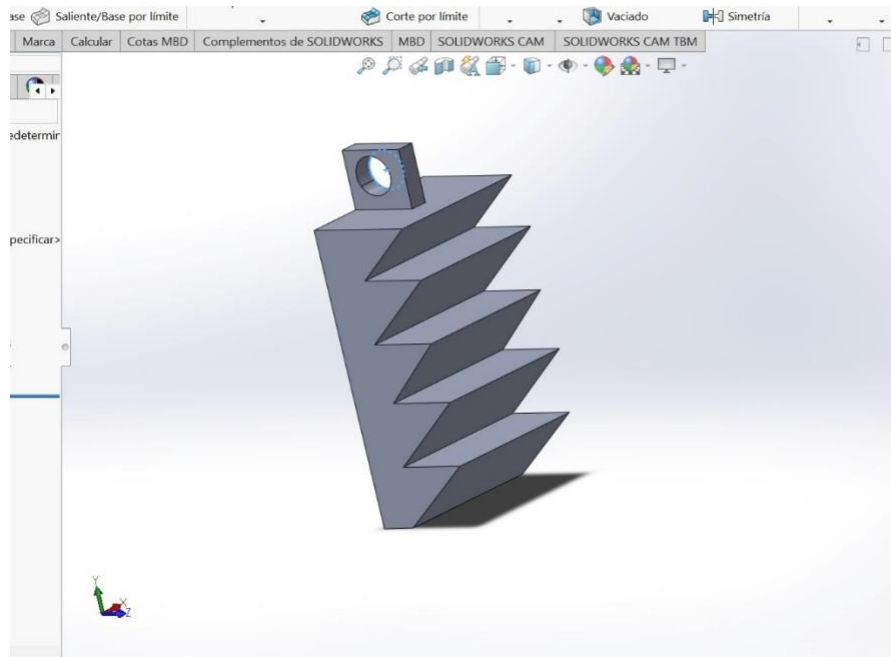 ase Saliente/Base por límite Corte por límite Vaciado Simetría
Marca Calcular Cotas MBD Complementos de SOLIDWORKS MBD SOLIDWORKS CAM SOLIDWORKS CAM TBM
edetermin
pecificar>
Y
X
Z